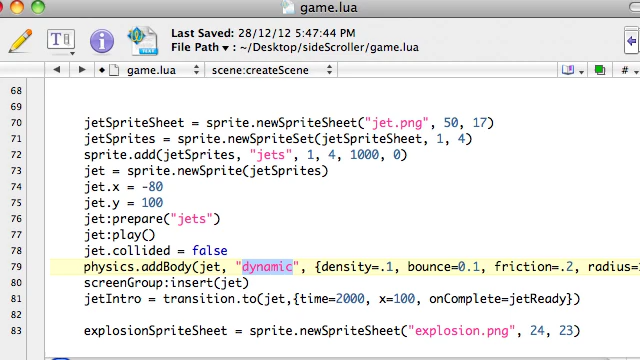 game.lua
Last Saved: 28/12/12 5:47:44 PM
File Path: ~/Desktop/sideScroller/game.lua
T
i
game.lua
scene:createScene
#
68
69
70 jetSpriteSheet = sprite.newSpriteSheet("jet.png", 50, 17)
71 jetSprites = sprite.newSpriteSet(jetSpriteSheet, 1, 4)
72 sprite.add(jetSprites, "jets", 1, 4, 1000, 0)
73 jet = sprite.newSprite(jetSprites)
74 jet.x = -80
75 jet.y = 100
76 jet:prepare("jets")
77 jet:play()
78 jet.collided = false
79 physics.addBody(jet, "dynamic", {density=.1, bounce=0.1, friction=.2, radius=
80 screenGroup:insert(jet)
81 jetIntro = transition.to(jet,{time=2000, x=100, onComplete=jetReady})
82
83 explosionSpriteSheet = sprite.newSpriteSheet("explosion.png", 24, 23)